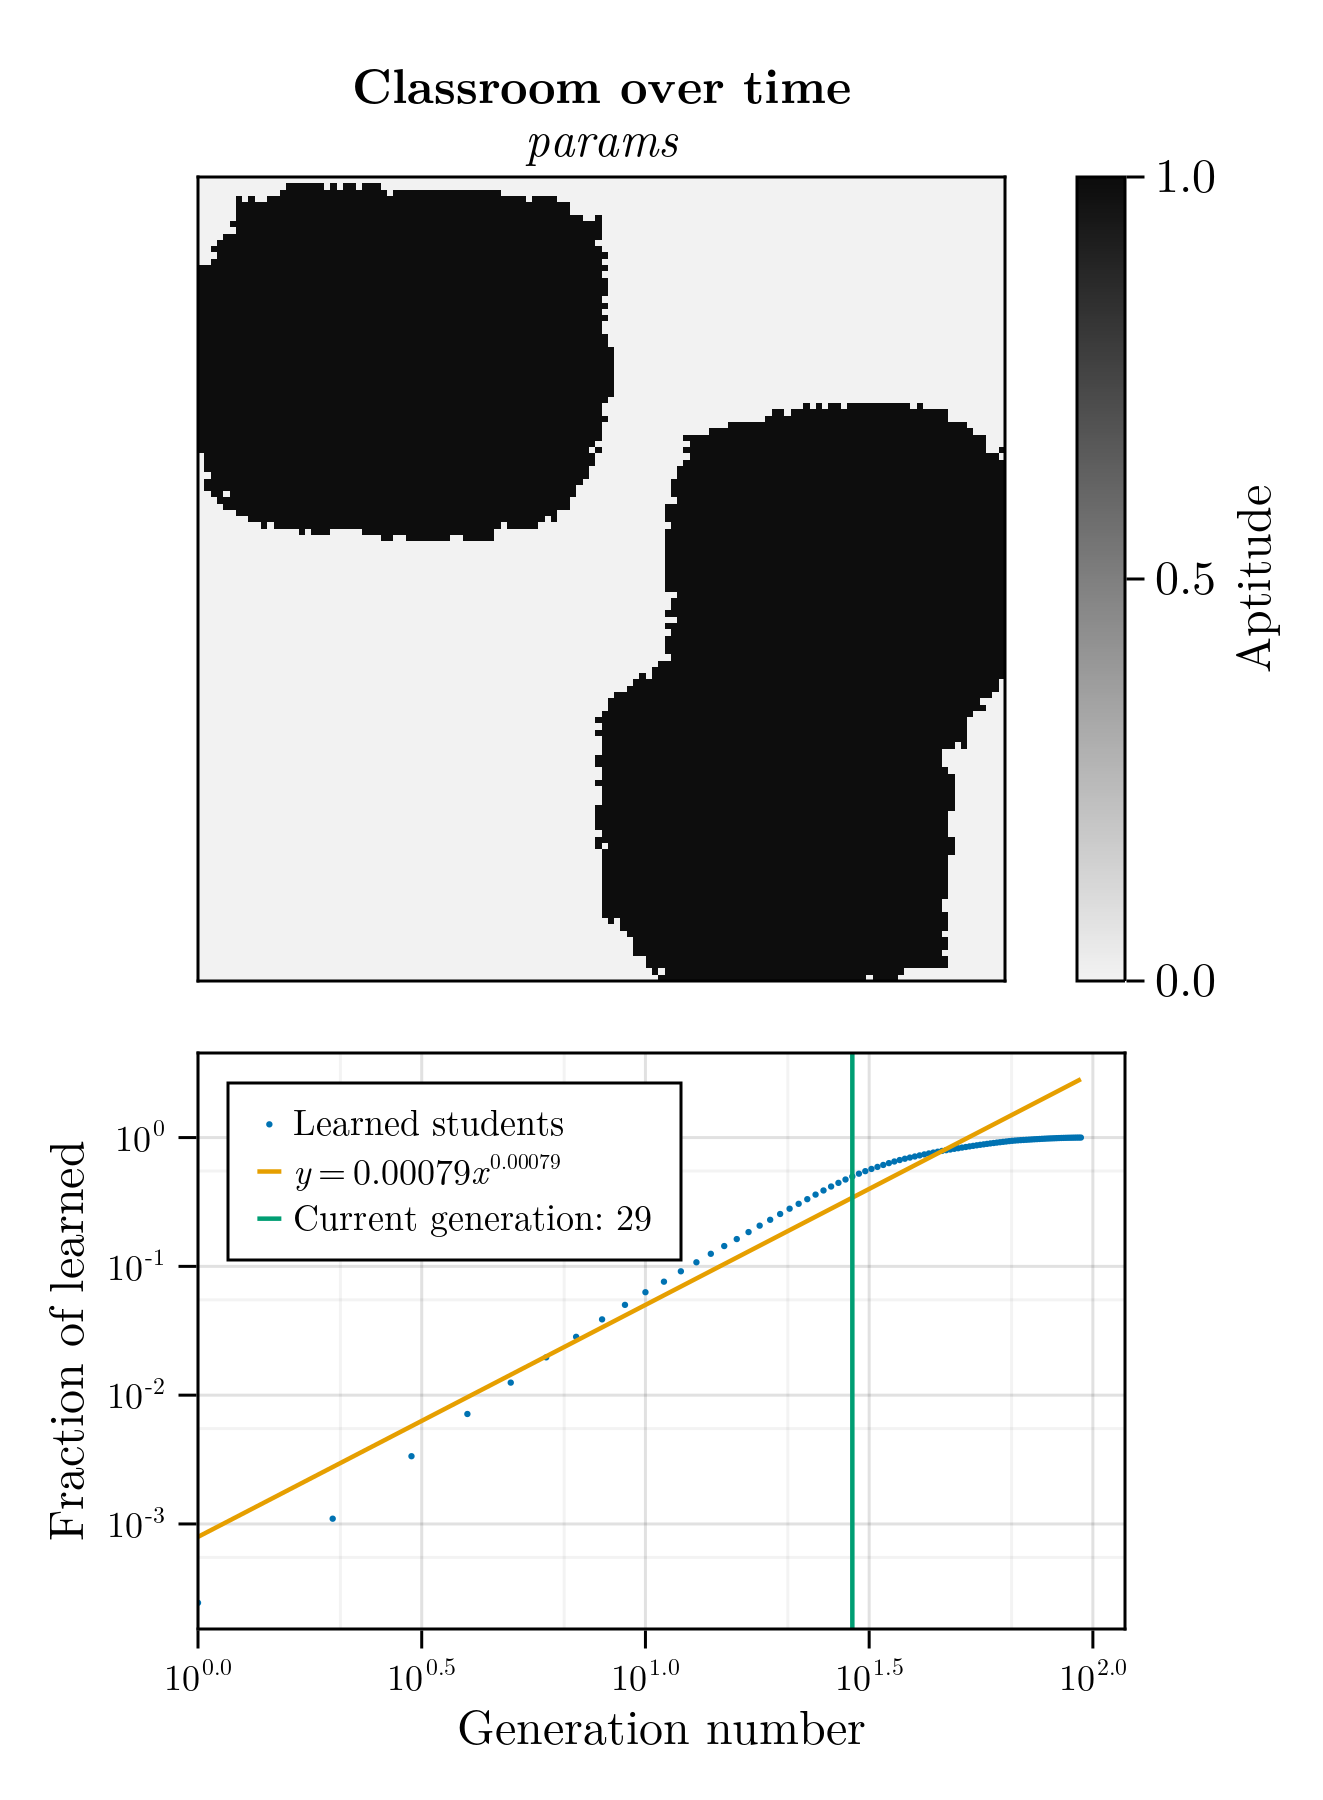 Classroom over time
params
1.0
0.5
0.0
Aptitude
Learned students
y = 0.00079x^0.00079
Current generation: 29
10^0
10^-1
10^-2
10^-3
Fraction of learned
10^0.0 10^0.5 10^1.0 10^1.5 10^2.0
Generation number